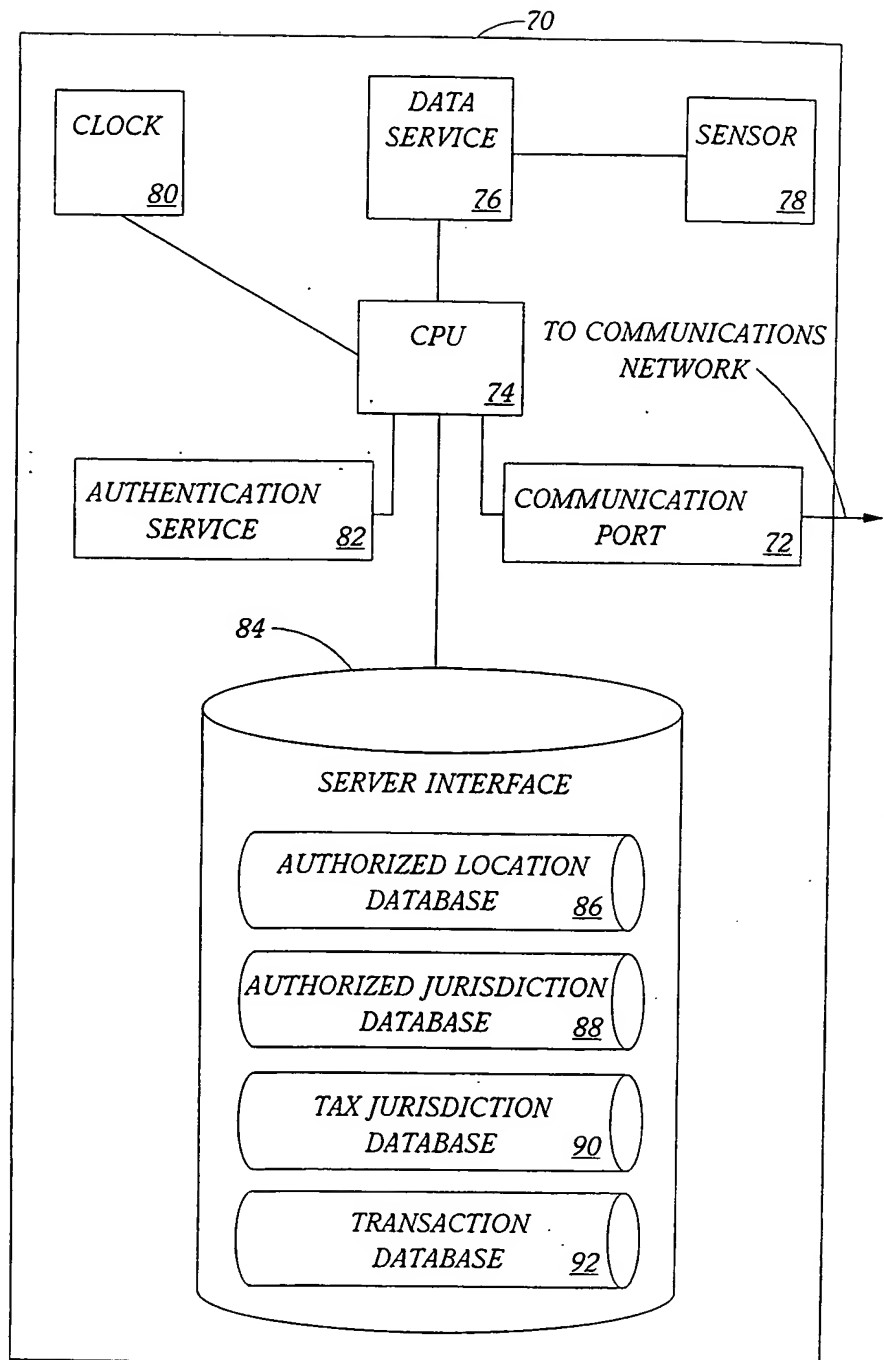 70
CLOCK
80
DATA
SERVICE
76
SENSOR
78
CPU
74
TO COMMUNICATIONS
NETWORK
AUTHENTICATION
SERVICE
82
COMMUNICATION
PORT
72
84
SERVER INTERFACE
AUTHORIZED LOCATION
DATABASE
86
AUTHORIZED JURISDICTION
DATABASE
88
TAX JURISDICTION
DATABASE
90
TRANSACTION
DATABASE
92